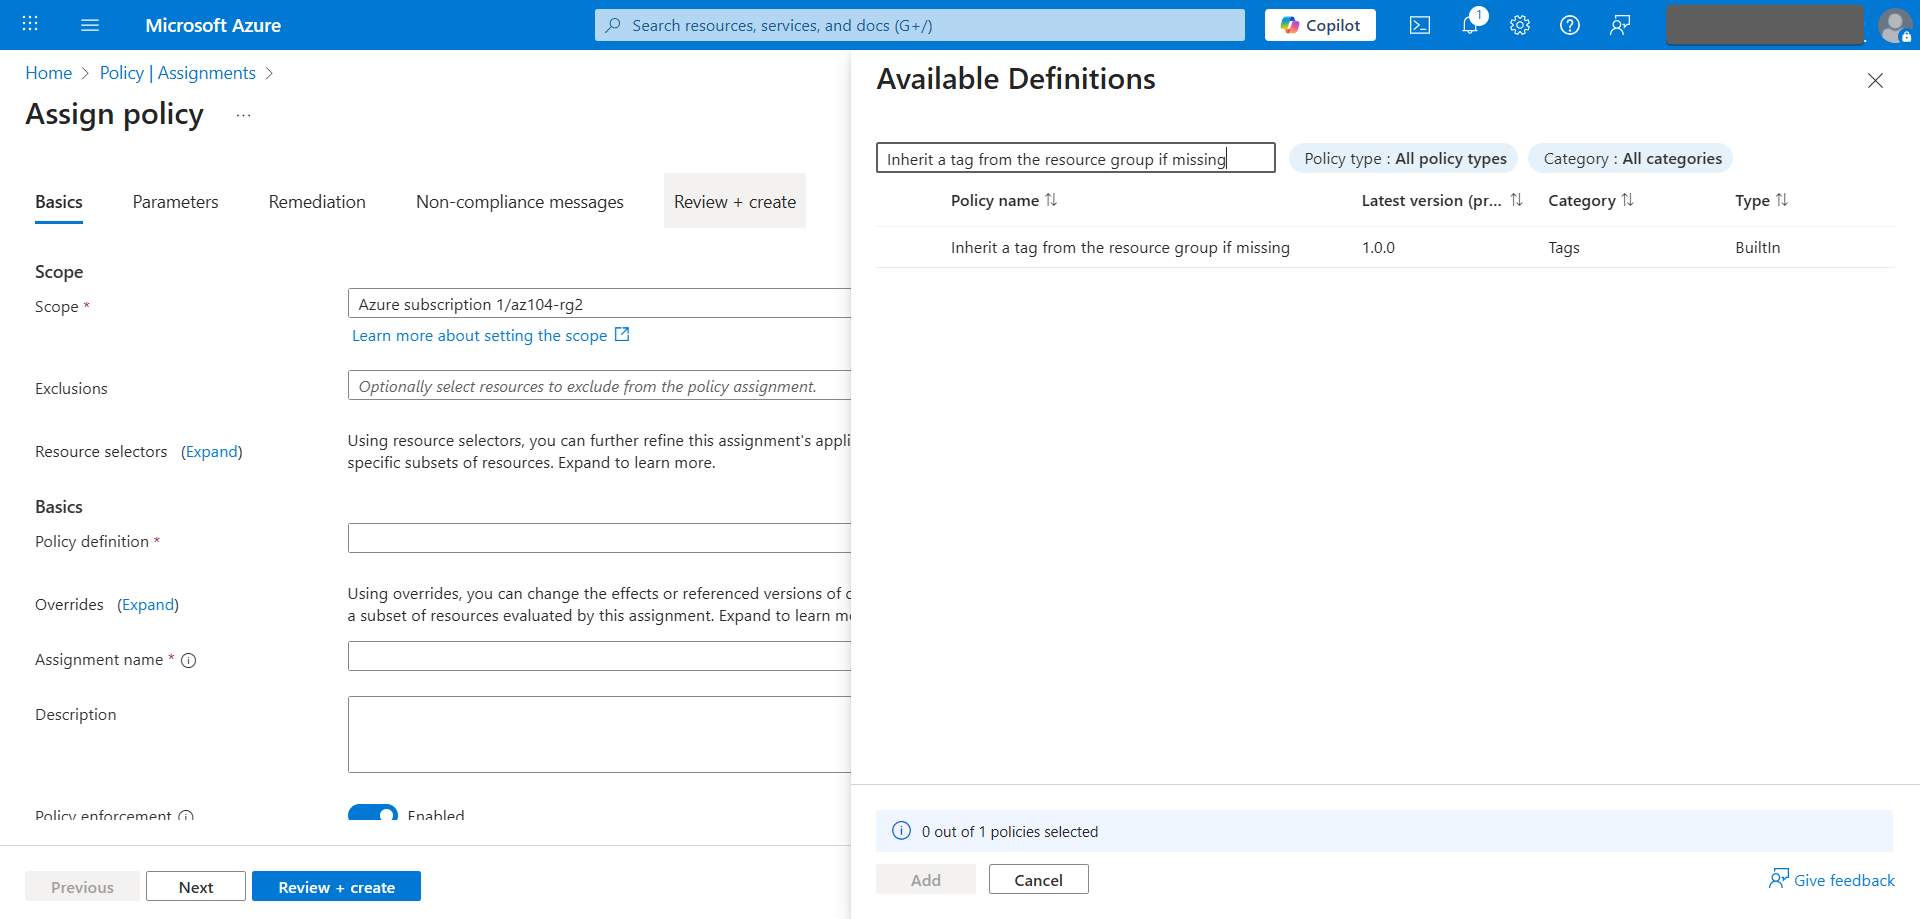 Microsoft Azure
Search resources, services, and docs (G+/)
Copilot
1
Home > Policy | Assignments >
Assign policy ...
Basics
Parameters
Remediation
Non-compliance messages
Review + create
Scope
Scope *
Azure subscription 1/az104-rg2
Learn more about setting the scope
Exclusions
Optionally select resources to exclude from the policy assignment.
Resource selectors (Expand)
Using resource selectors, you can further refine this assignment's appli
specific subsets of resources. Expand to learn more.
Basics
Policy definition *
Overrides (Expand)
Using overrides, you can change the effects or referenced versions of
a subset of resources evaluated by this assignment. Expand to learn
Assignment name *
Description
Policy enforcement
Enabled
Previous
Next
Review + create
Available Definitions
Inherit a tag from the resource group if missing
Policy type : All policy types
Category : All categories
Policy name
Latest version (pr...
Category
Type
Inherit a tag from the resource group if missing
1.0.0
Tags
BuiltIn
0 out of 1 policies selected
Add
Cancel
Give feedback